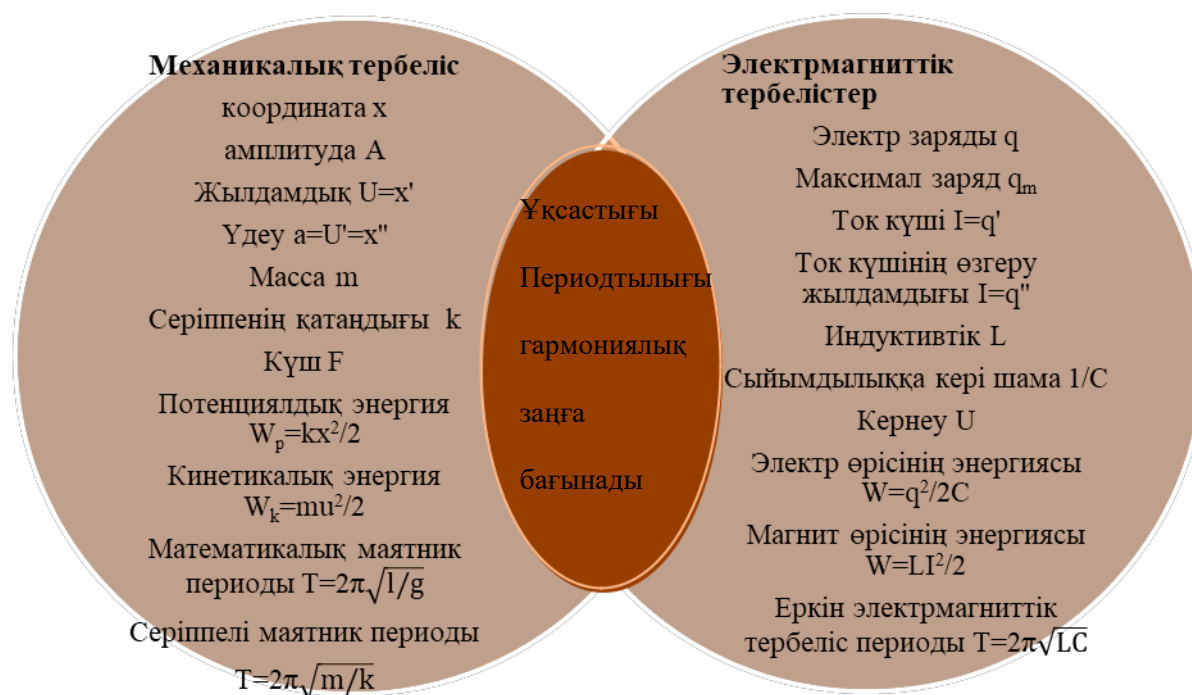 Механикалық тербеліс
координата x
амплитуда A
Жылдамдық U=x'
Үдеу a=U'=x"
Масса m
Серіппенің қатаңдығы k
Күш F
Потенциялдық энергия
Wₚ=kx²/2
Кинетикалық энергия
Wₖ=mu²/2
Математикалық маятник
периоды T=2π√l/g
Серіппелі маятник периоды
T=2π√m/k
Ұқсастығы
Периодтылығы
гармониялық
заңға
бағынады
Электрмагниттік
тербелістер
Электр заряды q
Максимал заряд qₘ
Ток күші I=q'
Ток күшінің өзгеру
жылдамдығы I=q"
Индуктивтік L
Сыйымдылыққа кері шама 1/C
Кернеу U
Электр өрісінің энергиясы
W=q²/2C
Магнит өрісінің энергиясы
W=LI²/2
Еркін электрмагниттік
тербеліс периоды T=2π√LC